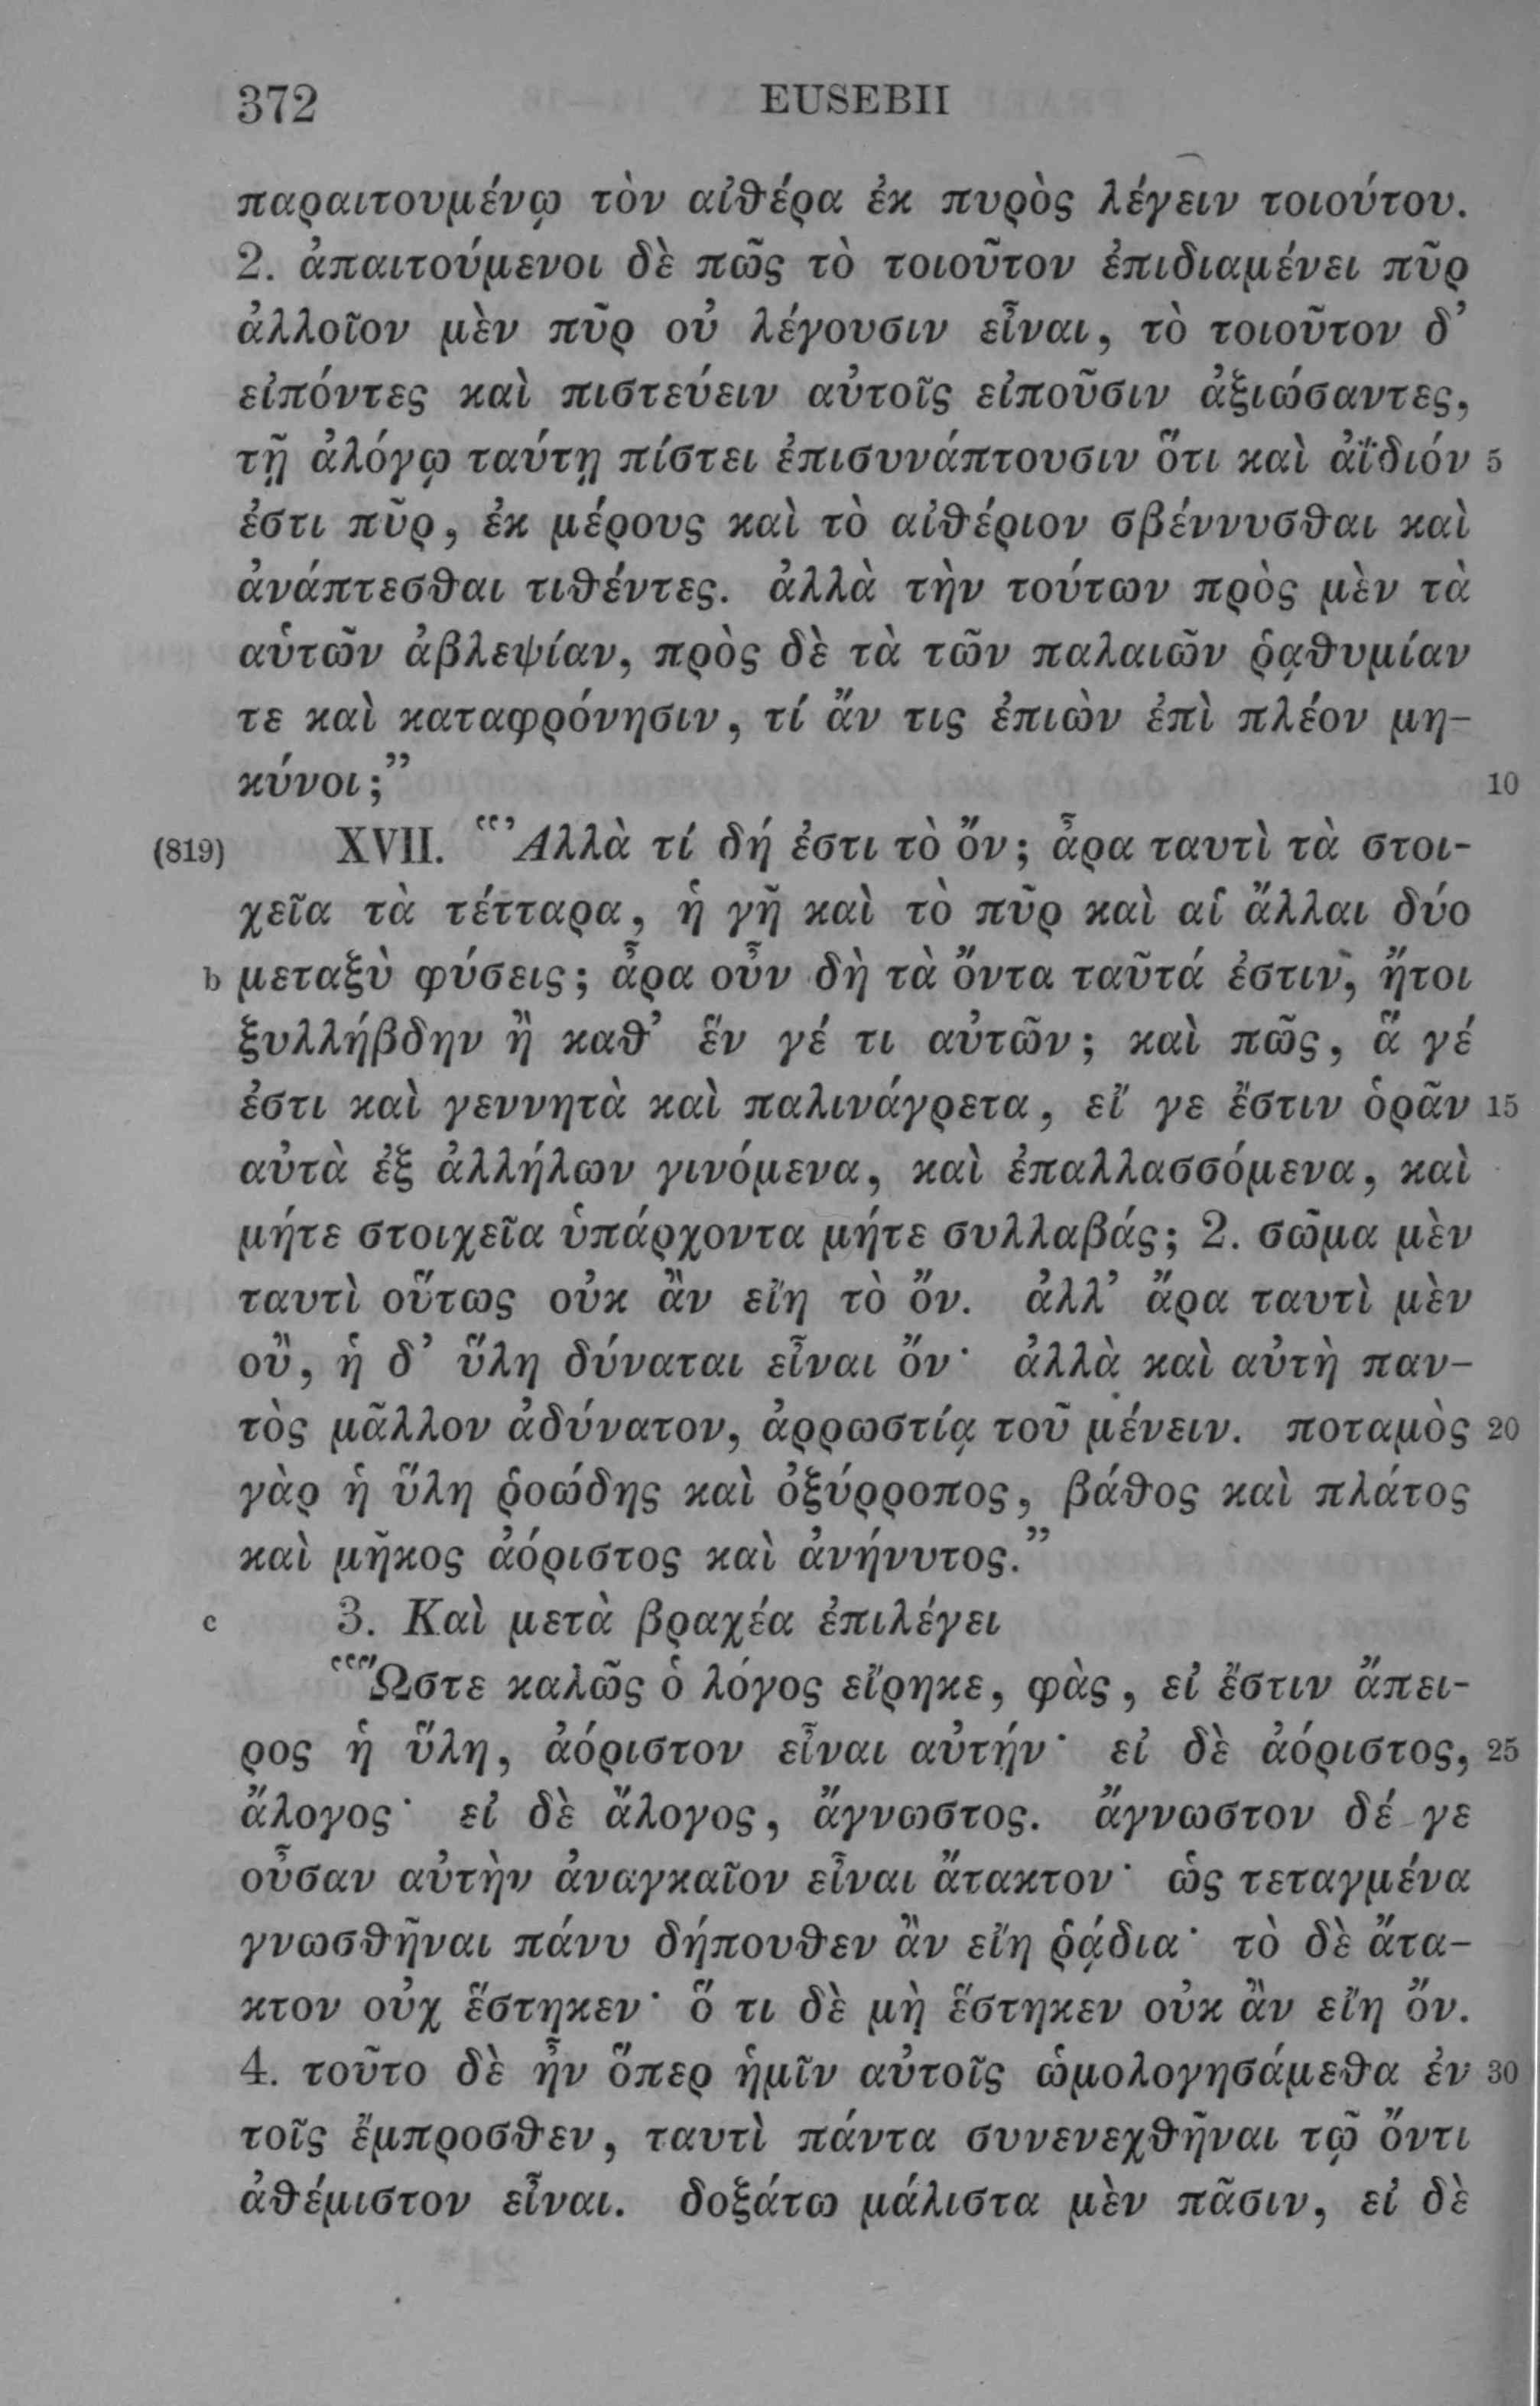 372 EUSEBII
παραιτουμένῳ τὸν αἰθέρα ἐκ πυρὸς λέγειν τοιούτου.
2. ἀπαιτούμενοι δὲ πῶς τὸ τοιοῦτον ἐπιδιαμένει πῦρ
ἀλλοῖον μὲν πῦρ οὐ λέγουσιν εἶναι, τὸ τοιοῦτον δ’
εἰπόντες καὶ πιστεύειν αὐτοῖς εἰποῦσιν ἀξιώσαντες,
τῇ ἀλόγῳ ταύτῃ πίστει ἐπισυνάπτουσιν ὅτι καὶ ἀΐδιόν 5
ἐστι πῦρ, ἐκ μέρους καὶ τὸ αἰθέριον σβέννυσθαι καὶ
ἀνάπτεσθαι τιθέντες. ἀλλὰ τὴν τούτων πρὸς μὲν τὰ
αὑτῶν ἀβλεψίαν, πρὸς δὲ τὰ τῶν παλαιῶν ῥᾳθυμίαν
τε καὶ καταφρόνησιν, τί ἄν τις ἐπιὼν ἐπὶ πλέον μη-
κύνοι;” 10
(819) XVII. “Ἀλλὰ τί δή ἐστι τὸ ὄν; ἆρα ταυτὶ τὰ στοι-
χεῖα τὰ τέτταρα, ἡ γῆ καὶ τὸ πῦρ καὶ αἱ ἄλλαι δύο
b μεταξὺ φύσεις; ἆρα οὖν δὴ τὰ ὄντα ταῦτά ἐστιν, ἤτοι
ξυλλήβδην ἢ καθ’ ἕν γέ τι αὐτῶν; καὶ πῶς, ἅ γέ
ἐστι καὶ γεννητὰ καὶ παλινάγρετα, εἴ γε ἔστιν ὁρᾶν 15
αὐτὰ ἐξ ἀλλήλων γινόμενα, καὶ ἐπαλλασσόμενα, καὶ
μήτε στοιχεῖα ὑπάρχοντα μήτε συλλαβάς; 2. σῶμα μὲν
ταυτὶ οὕτως οὐκ ἂν εἴη τὸ ὄν. ἀλλ’ ἄρα ταυτὶ μὲν
οὔ, ἡ δ’ ὕλη δύναται εἶναι ὄν· ἀλλὰ καὶ αὐτὴ παν-
τὸς μᾶλλον ἀδύνατον, ἀρρωστίᾳ τοῦ μένειν. ποταμὸς 20
γὰρ ἡ ὕλη ῥοώδης καὶ ὀξύρροπος, βάθος καὶ πλάτος
καὶ μῆκος ἀόριστος καὶ ἀνήνυτος.”
c 3. Καὶ μετὰ βραχέα ἐπιλέγει
“Ὥστε καλῶς ὁ λόγος εἴρηκε, φὰς, εἰ ἔστιν ἄπει-
ρος ἡ ὕλη, ἀόριστον εἶναι αὐτήν· εἰ δὲ ἀόριστος, 25
ἄλογος· εἰ δὲ ἄλογος, ἄγνωστος. ἄγνωστον δέ γε
οὖσαν αὐτὴν ἀναγκαῖον εἶναι ἄτακτον· ὡς τεταγμένα
γνωσθῆναι πάνυ δήπουθεν ἂν εἴη ῥᾴδια· τὸ δὲ ἄτα-
κτον οὐχ ἕστηκεν· ὅ τι δὲ μὴ ἕστηκεν οὐκ ἂν εἴη ὄν.
4. τοῦτο δὲ ἦν ὅπερ ἡμῖν αὐτοῖς ὡμολογησάμεθα ἐν 30
τοῖς ἔμπροσθεν, ταυτὶ πάντα συνενεχθῆναι τῷ ὄντι
ἀθέμιστον εἶναι. δοξάτω μάλιστα μὲν πᾶσιν, εἰ δὲ